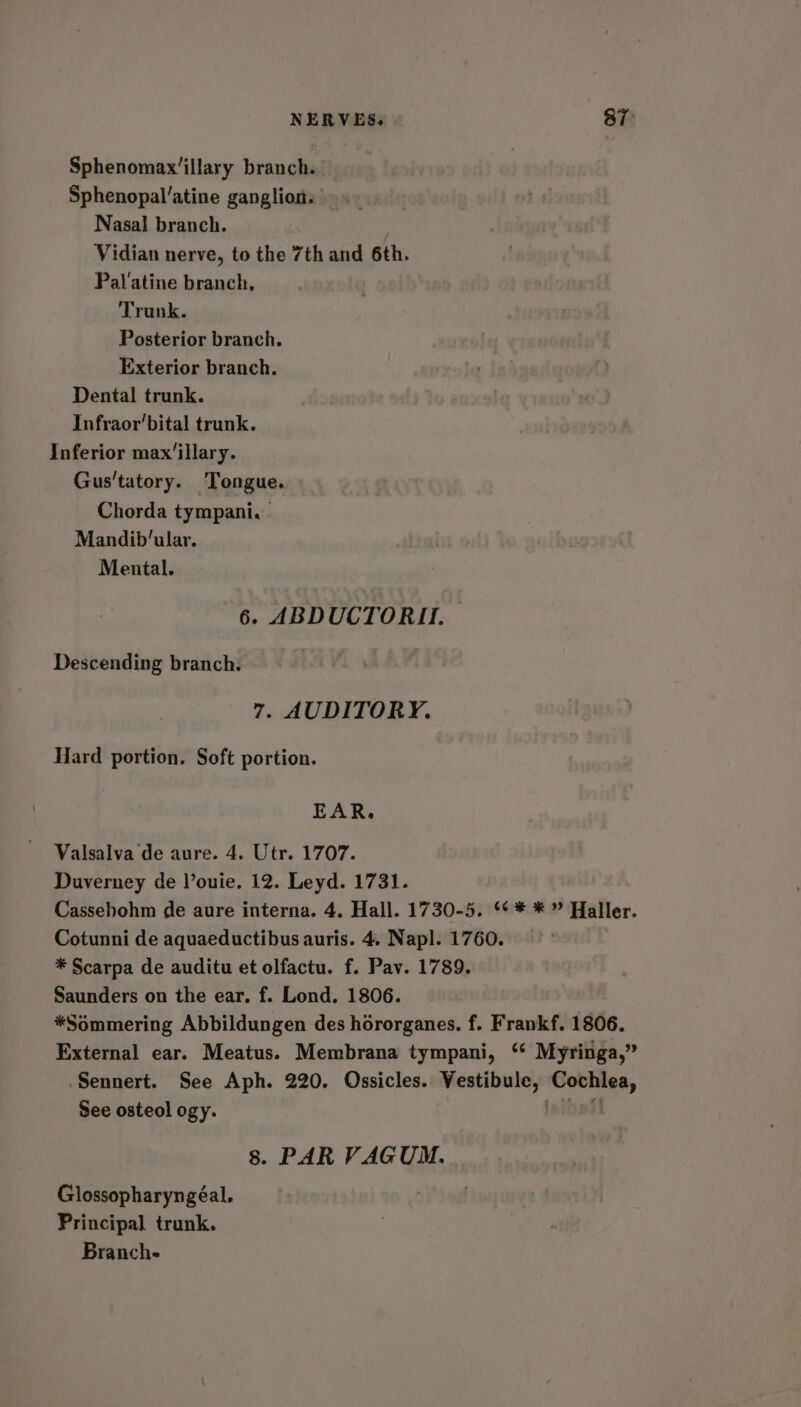 NERVES. 87
Sphenomax'illary branch.
Sphenopal'atine ganglion.
Nasal branch.
Vidian nerve, to the 7th and 6th.
Pal'atine branch,
Trunk.
Posterior branch.
Exterior branch.
Dental trunk.
Infraor'bital trunk.
Inferior max'illary.
Gus'tatory. Tongue.
Chorda tympani.
Mandib'ular.
Mental.
6. ABDUCTORII.
Descending branch.
7. AUDITORY.
Hard portion. Soft portion.
EAR.
Valsalva de aure. 4. Utr. 1707.
Duverney de l'ouie. 12. Leyd. 1731.
Cassebohm de aure interna. 4. Hall. 1730-5. “* *” Haller.
Cotunni de aquaeductibus auris. 4. Napl. 1760.
* Scarpa de auditu et olfactu. f. Pav. 1789.
Saunders on the ear. f. Lond. 1806.
*Sömmering Abbildungen des hörorganes. f. Frankf. 1806.
External ear. Meatus. Membrana tympani, “ Myringa,”
Sennert. See Aph. 220. Ossicles. Vestibule, Cochlea,
See osteol ogy.
8. PAR VAGUM.
Glossopharyngéal.
Principal trunk.
Branch-